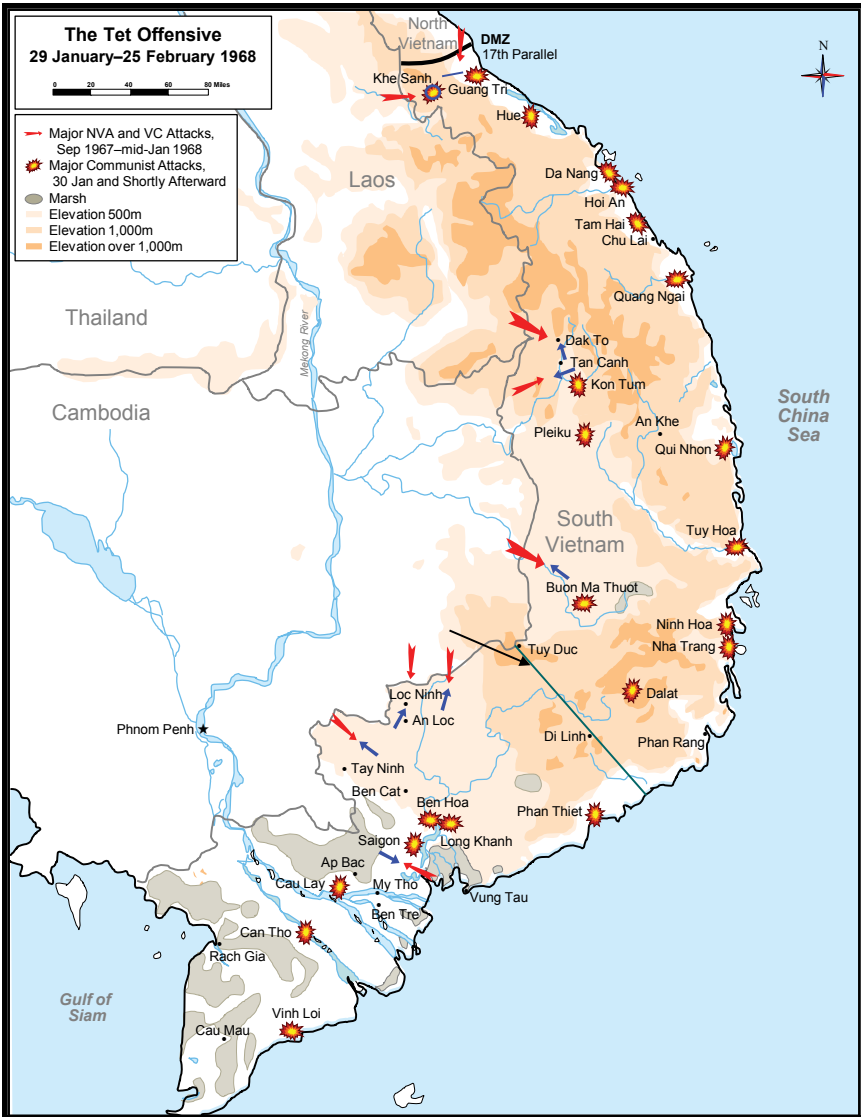 The Tet Offensive
29 January–25 February 1968
0 20 40 60 80 Miles
Major NVA and VC Attacks,
Sep 1967–mid-Jan 1968
Major Communist Attacks,
30 Jan and Shortly Afterward
Marsh
Elevation 500m
Elevation 1,000m
Elevation over 1,000m
North
Vietnam
DMZ
17th Parallel
N
Khe Sanh
Guang Tri
Hue
Laos
Da Nang
Hoi An
Tam Hai
Chu Lai
Quang Ngai
Thailand
Mekong River
Dak To
Tan Canh
Kon Tum
Cambodia
South
China
Sea
Pleiku
An Khe
Qui Nhon
South
Vietnam
Tuy Hoa
Buon Ma Thuot
Ninh Hoa
Nha Trang
Tuy Duc
Loc Ninh
Dalat
An Loc
Phnom Penh
Di Linh
Phan Rang
Tay Ninh
Ben Cat
Ben Hoa
Phan Thiet
Saigon
Long Khanh
Ap Bac
Cau Lay
My Tho
Vung Tau
Ben Tre
Can Tho
Rach Gia
Gulf of
Siam
Vinh Loi
Cau Mau